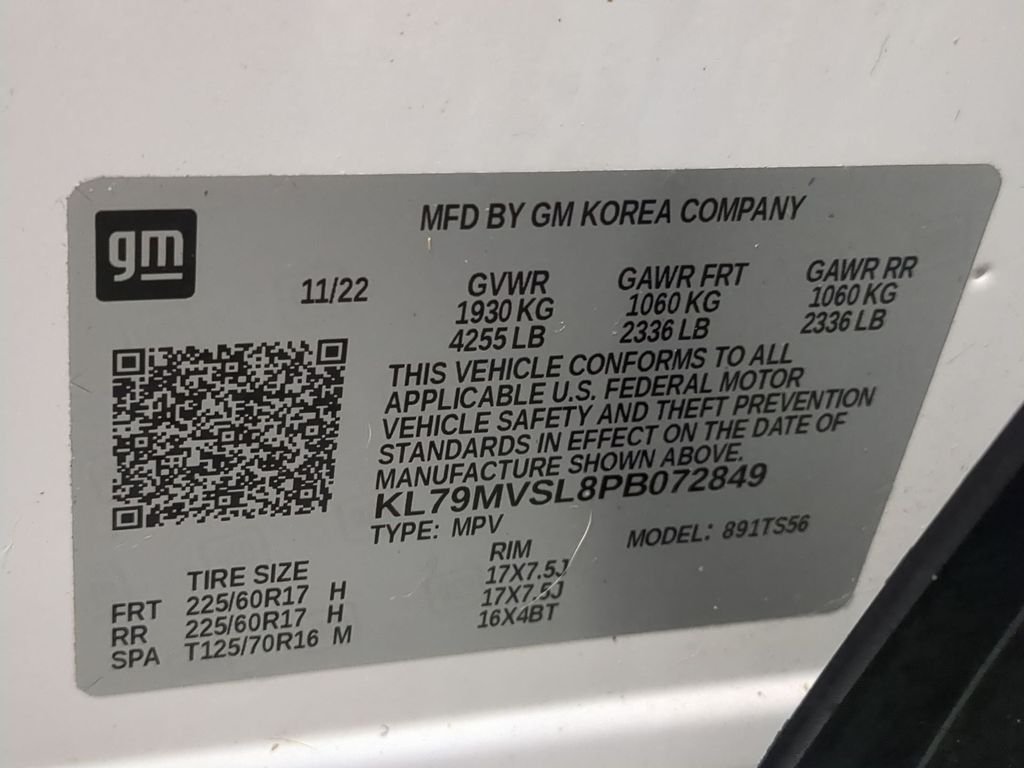 gm
MFD BY GM KOREA COMPANY
11/22
GVWR GAWR FRT GAWR RR
1930 KG 1060 KG 1060 KG
4255 LB 2336 LB 2336 LB
THIS VEHICLE CONFORMS TO ALL
APPLICABLE U.S. FEDERAL MOTOR
VEHICLE SAFETY AND THEFT PREVENTION
STANDARDS IN EFFECT ON THE DATE OF
MANUFACTURE SHOWN ABOVE.
KL79MVSL8PB072849
TYPE: MPV MODEL: 891TS56
TIRE SIZE RIM
FRT 225/60R17 H 17X7.5J
RR 225/60R17 H 17X7.5J
SPA T125/70R16 M 16X4BT